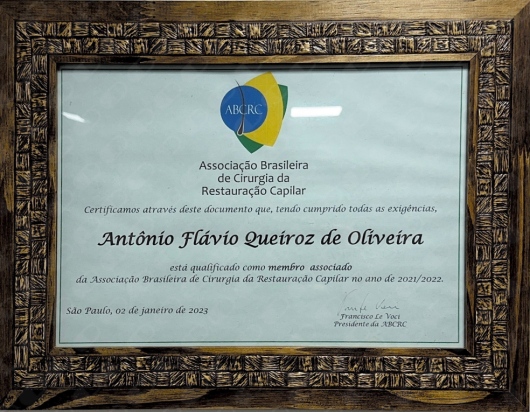 ABCRC
Associação Brasileira
de Cirurgia da
Restauração Capilar
Certificamos através deste documento que, tendo cumprido todas as exigências,
Antônio Flávio Queiroz de Oliveira
está qualificado como membro associado
da Associação Brasileira de Cirurgia da Restauração Capilar no ano de 2021/2022.
São Paulo, 02 de janeiro de 2023
Francisco Le Voci
Presidente da ABCRC